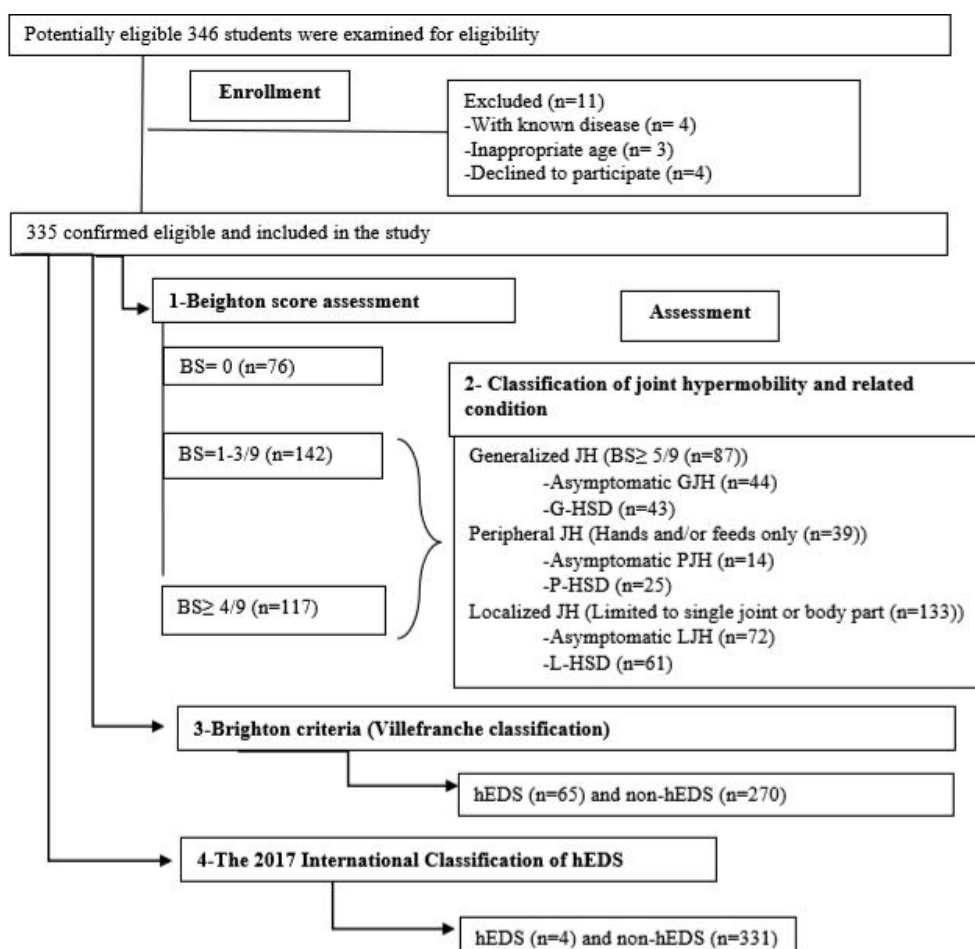 Potentially eligible 346 students were examined for eligibility
Enrollment
Excluded (n=11)
-With known disease (n= 4)
-Inappropriate age (n= 3)
-Declined to participate (n=4)
335 confirmed eligible and included in the study
1-Beighton score assessment
Assessment
BS= 0 (n=76)
BS=1-3/9 (n=142)
BS≥ 4/9 (n=117)
2- Classification of joint hypermobility and related
condition
Generalized JH (BS≥ 5/9 (n=87))
-Asymptomatic GJH (n=44)
-G-HSD (n=43)
Peripheral JH (Hands and/or feeds only (n=39))
-Asymptomatic PJH (n=14)
-P-HSD (n=25)
Localized JH (Limited to single joint or body part (n=133))
-Asymptomatic LJH (n=72)
-L-HSD (n=61)
3-Brighton criteria (Villefranche classification)
hEDS (n=65) and non-hEDS (n=270)
4-The 2017 International Classification of hEDS
hEDS (n=4) and non-hEDS (n=331)